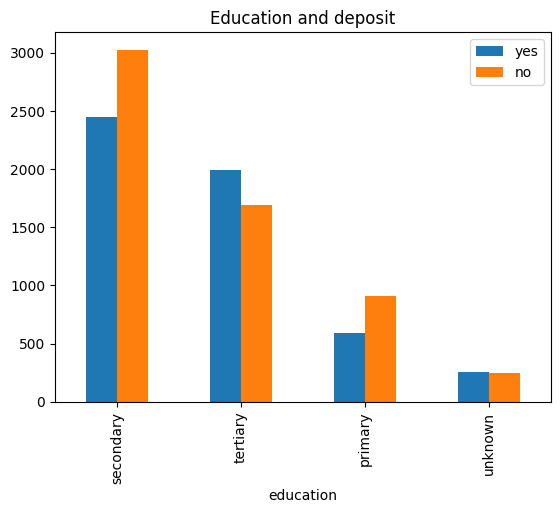 Education and deposit
yes
no
3000
2500
2000
1500
1000
500
0
secondary
tertiary
primary
unknown
education